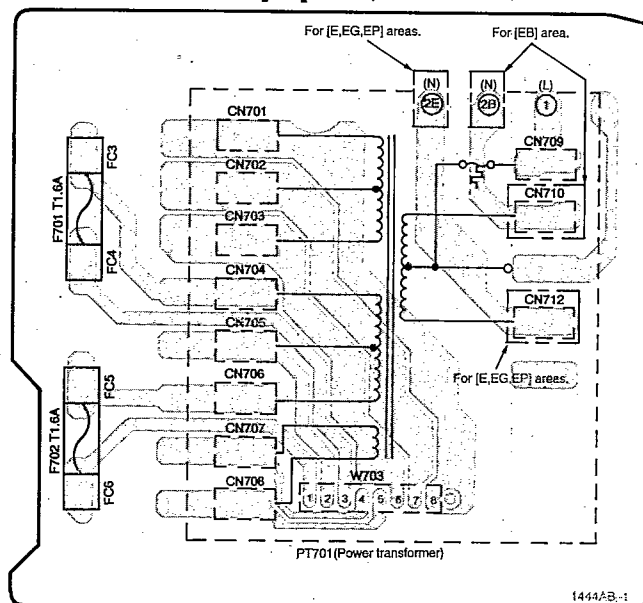 For [E,EG,EP] areas.
For [EB] area.
(N)
(N)
(L)
2E
2B
1
CN701
CN709
FC3
CN702
CN710
F701 T1.6A
CN703
FC4
CN704
CN712
CN705
For [E,EG,EP] areas.
FC5
CN706
F702 T1.6A
CN707
W703
FC6
CN708
1 2 3 4 5 6 7 8
PT701(Power transformer)